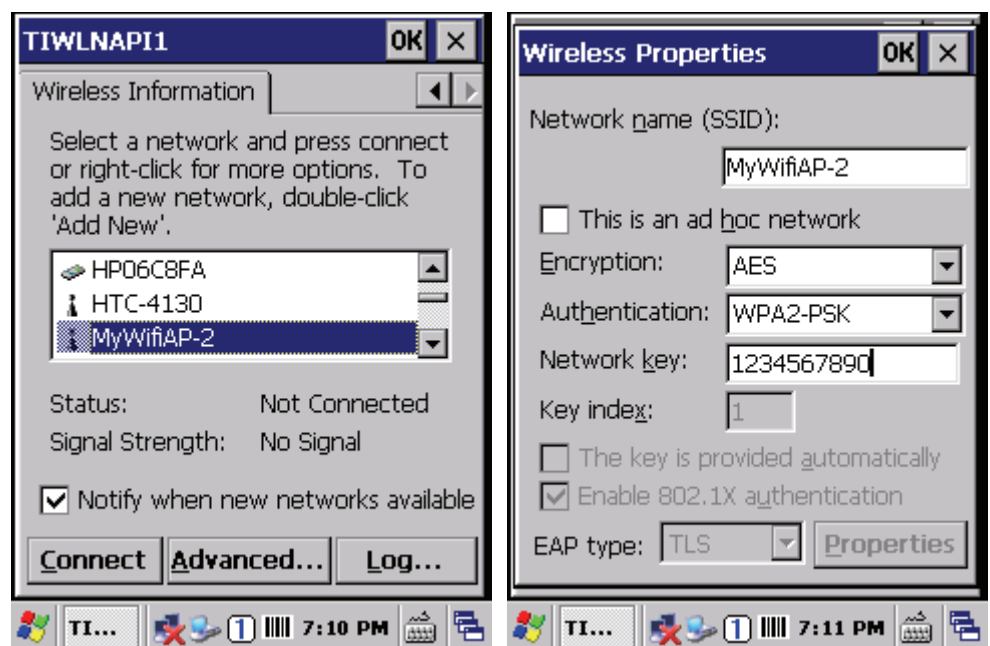 TIWLNAPI1 OK ×
Wireless Information
Select a network and press connect
or right-click for more options. To
add a new network, double-click
'Add New'.
HP06C8FA
HTC-4130
MyWifiAP-2
Status: Not Connected
Signal Strength: No Signal
Notify when new networks available
Connect Advanced... Log...
TI... 1 7:10 PM
Wireless Properties OK ×
Network name (SSID):
MyWifiAP-2
This is an ad hoc network
Encryption: AES
Authentication: WPA2-PSK
Network key: 1234567890
Key index: 1
The key is provided automatically
Enable 802.1X authentication
EAP type: TLS Properties
TI... 1 7:11 PM